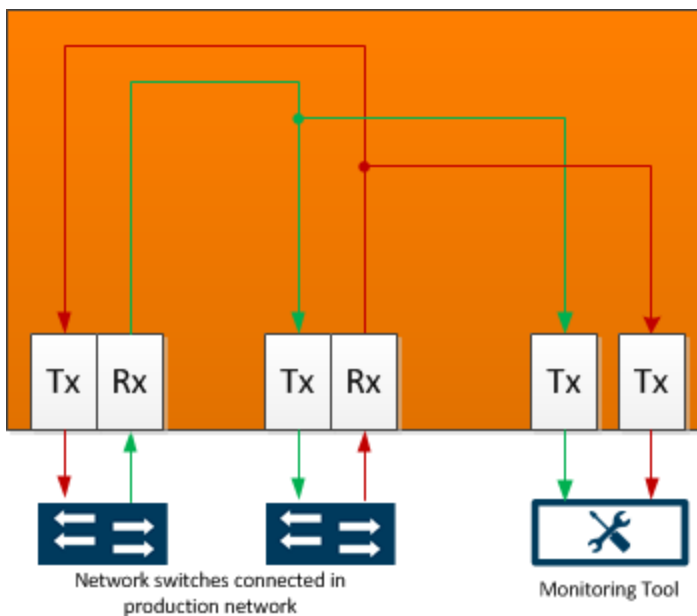 Tx Rx Tx Rx Tx Tx
Network switches connected in
production network
Monitoring Tool